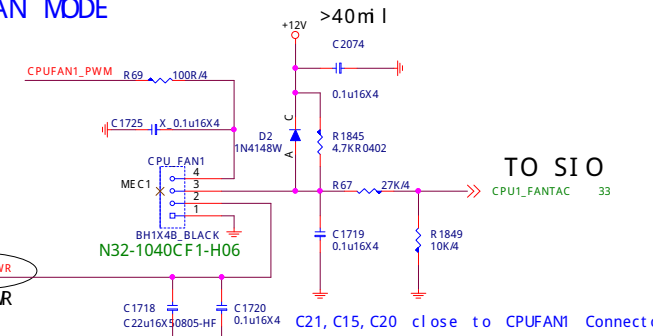 AN MODE
>40mil
+12V
C2074
0.1u16X4
CPUFAN1_PWM
R69
100R/4
C1725
X_0.1u16X4
D2
1N4148W
C
A
R1845
4.7KR0402
CPU_FAN1
MEC1
4
3
2
1
BH1X4B_BLACK
N32-1040CF1-H06
R67
27K/4
TO SIO
CPU1_FANTAC
33
C1719
0.1u16X4
R1849
10K/4
WR
R
C1718
C22u16X50805-HF
C1720
0.1u16X4
C21, C15, C20 close to CPUFAN1 Connecto